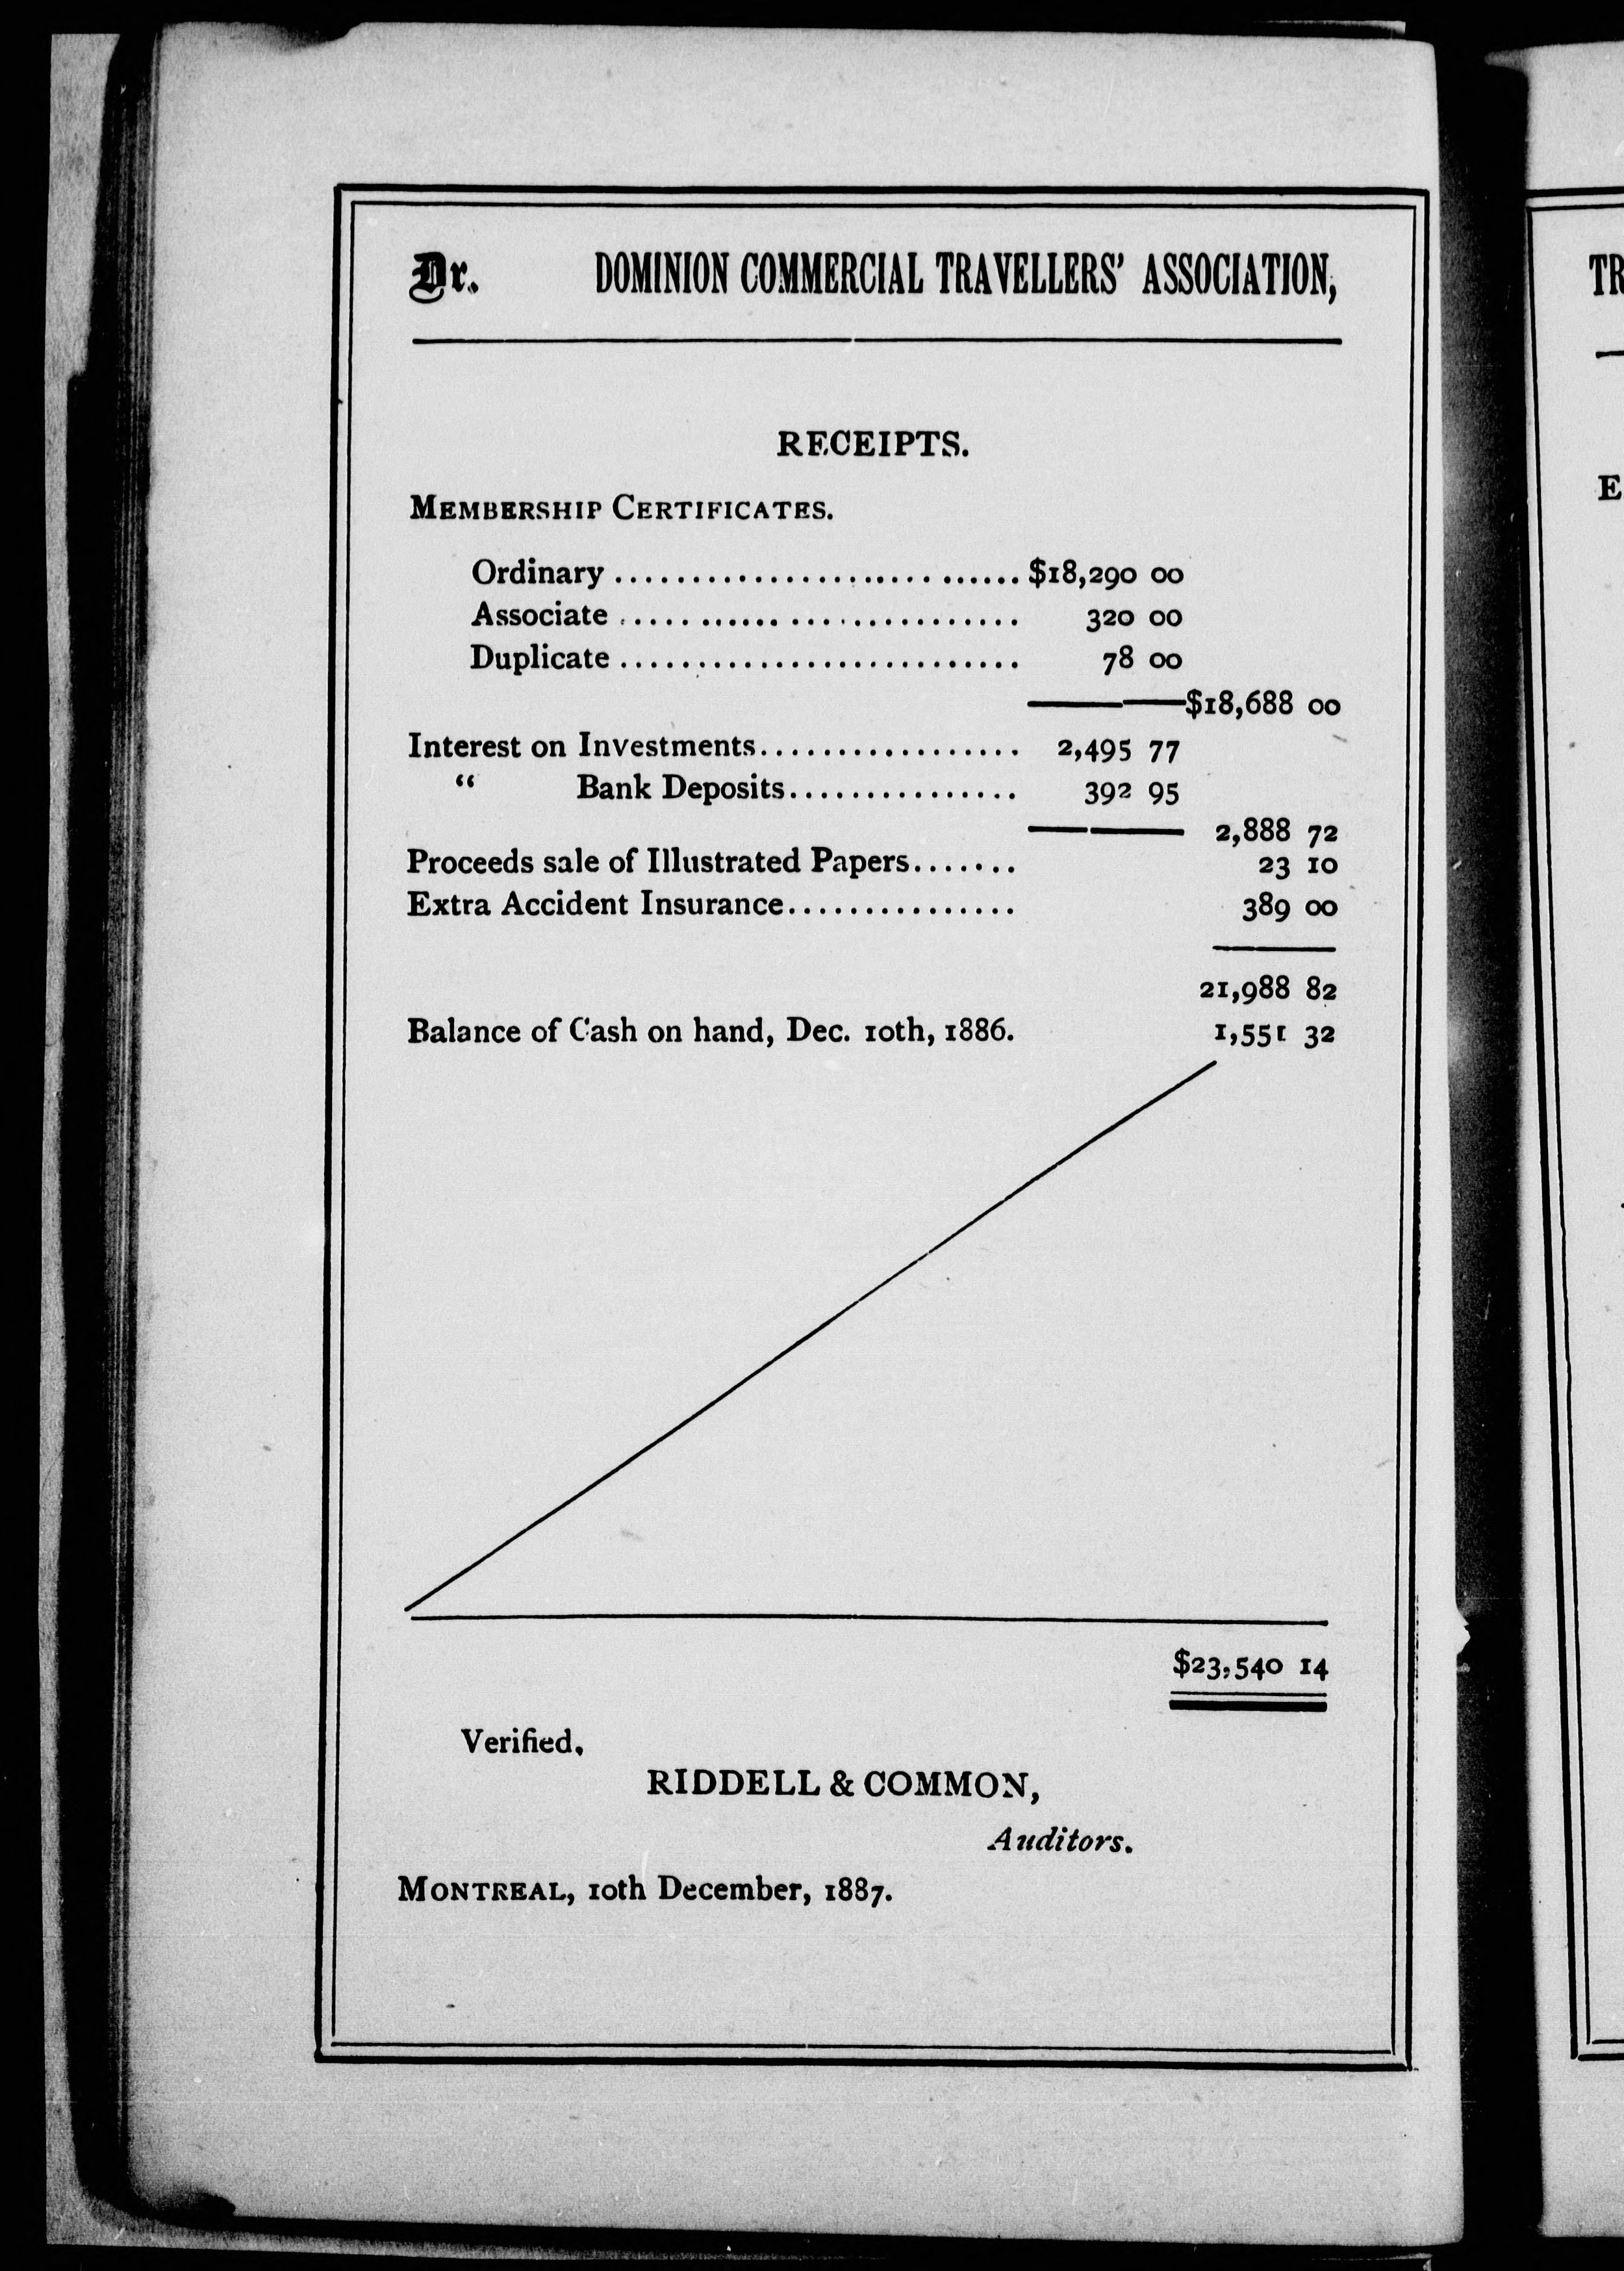 Dr. DOMINION COMMERCIAL TRAVELLERS' ASSOCIATION,
RECEIPTS.
MEMBERSHIP CERTIFICATES.
Ordinary .......................... $18,290 00
Associate .......................... 320 00
Duplicate .......................... 78 00
$18,688 00
Interest on Investments................. 2,495 77
“ Bank Deposits............... 392 95
2,888 72
Proceeds sale of Illustrated Papers....... 23 10
Extra Accident Insurance............... 389 00
21,988 82
Balance of Cash on hand, Dec. 10th, 1886. 1,551 32
$23,540 14
Verified,
RIDDELL & COMMON,
Auditors.
MONTREAL, 10th December, 1887.
TR
E